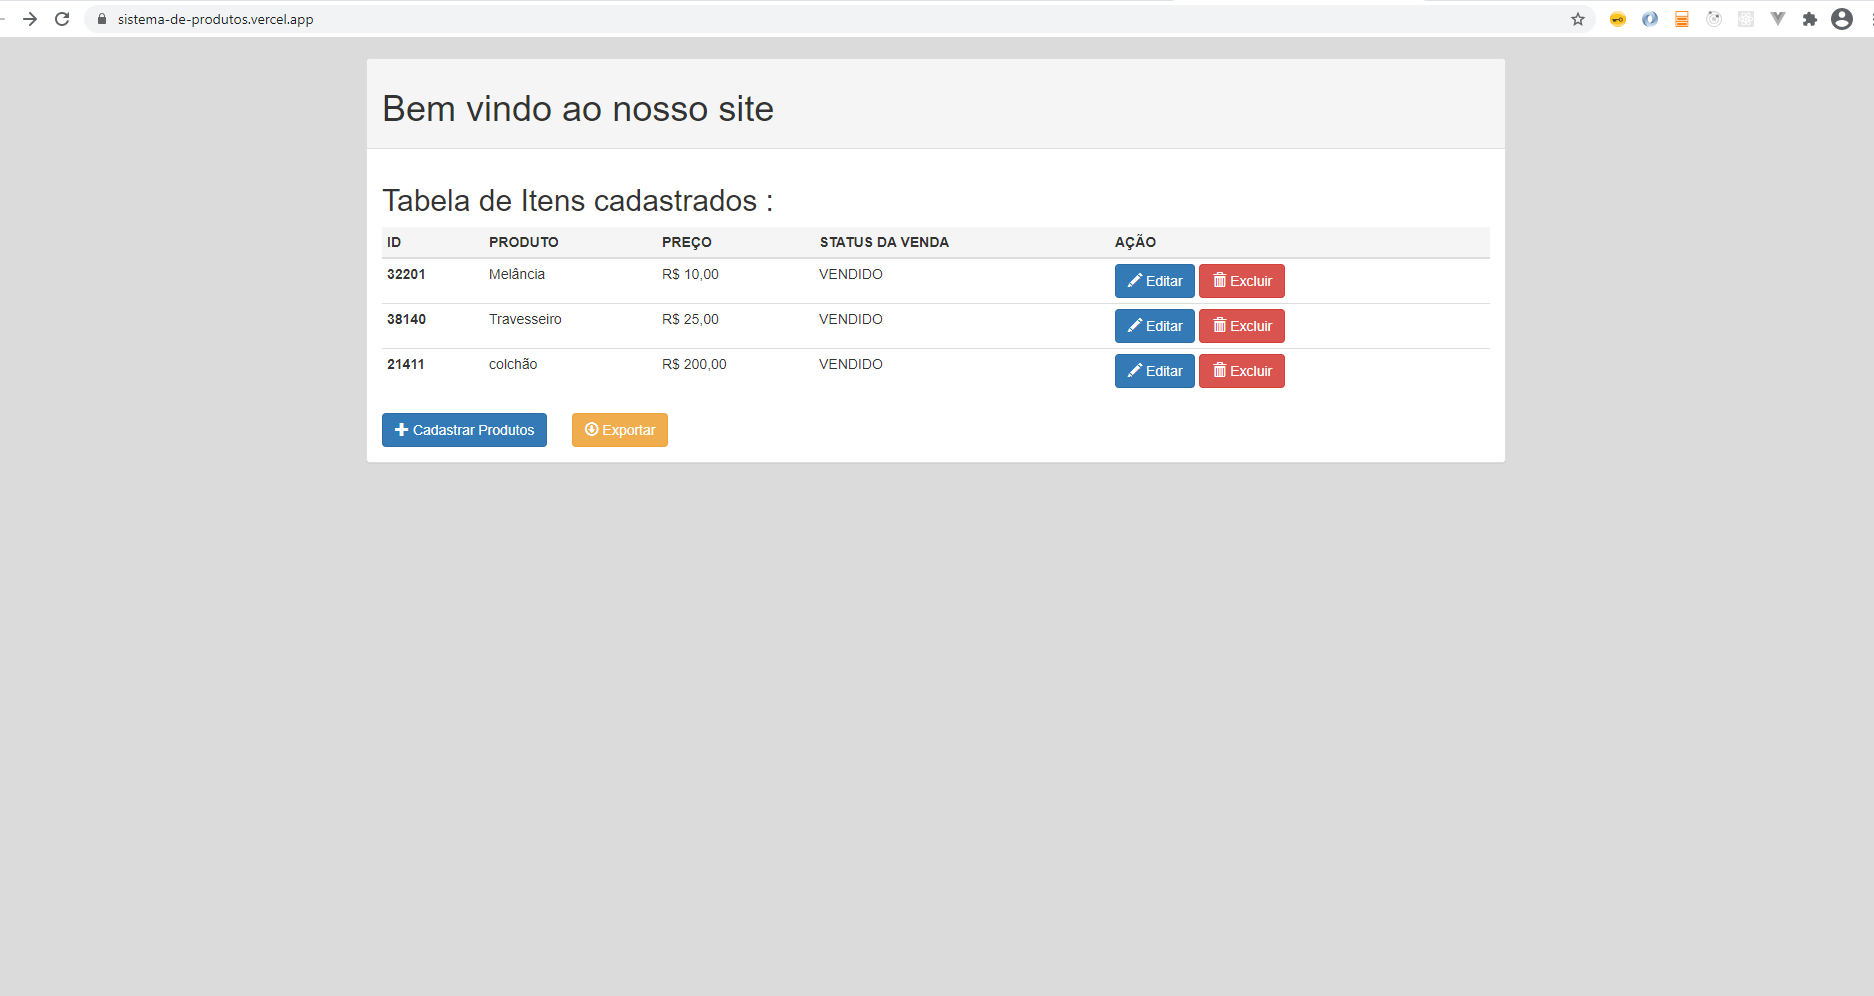 sistema-de-produtos.vercel.app
Bem vindo ao nosso site
Tabela de Itens cadastrados :
ID PRODUTO PREÇO STATUS DA VENDA AÇÃO
32201 Melância R$ 10,00 VENDIDO Editar Excluir
38140 Travesseiro R$ 25,00 VENDIDO Editar Excluir
21411 colchão R$ 200,00 VENDIDO Editar Excluir
Cadastrar Produtos Exportar